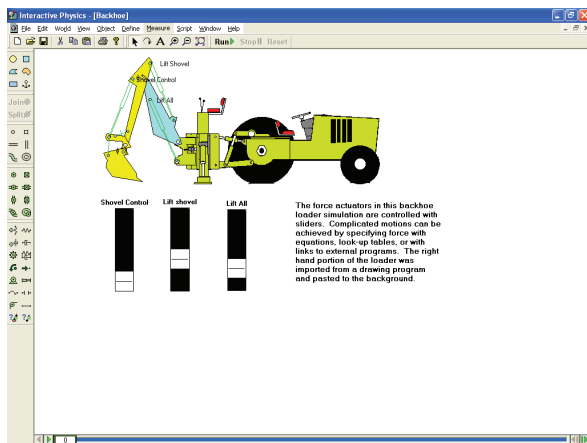 Interactive Physics - [Backhoe]
File Edit World View Object Define Measure Script Window Help
Run Stop Reset
Join
Split
Lift Shovel
Shovel Control
Lift All
Shovel Control Lift shovel Lift All
The force actuators in this backhoe
loader simulation are controlled with
sliders. Complicated motions can be
achieved by specifying force with
equations, look-up tables, or with
links to external programs. The right
hand portion of the loader was
imported from a drawing program
and pasted to the background.
0